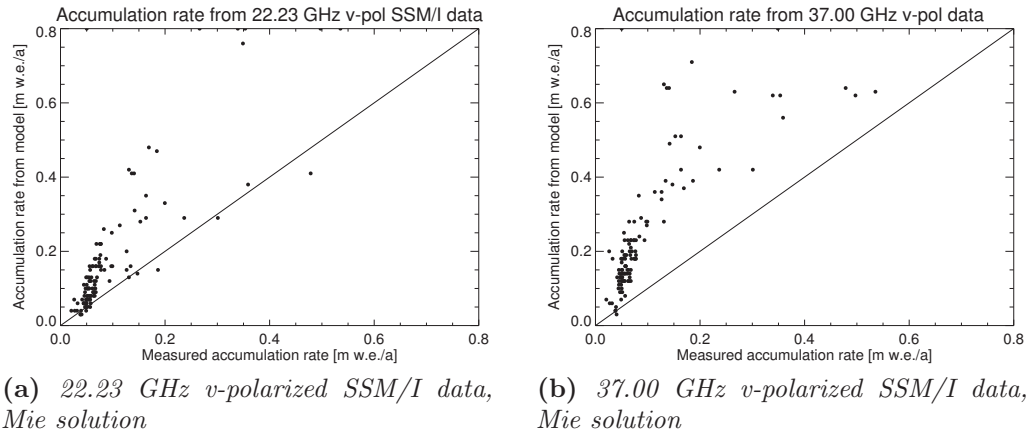 Accumulation rate from 22.23 GHz v-pol SSM/I data
Accumulation rate from model [m w.e./a]
0.8
0.6
0.4
0.2
0.0
0.0 0.2 0.4 0.6 0.8
Measured accumulation rate [m w.e./a]
(a) 22.23 GHz v-polarized SSM/I data,
Mie solution
Accumulation rate from 37.00 GHz v-pol data
Accumulation rate from model [m w.e./a]
0.8
0.6
0.4
0.2
0.0
0.0 0.2 0.4 0.6 0.8
Measured accumulation rate [m w.e./a]
(b) 37.00 GHz v-polarized SSM/I data,
Mie solution